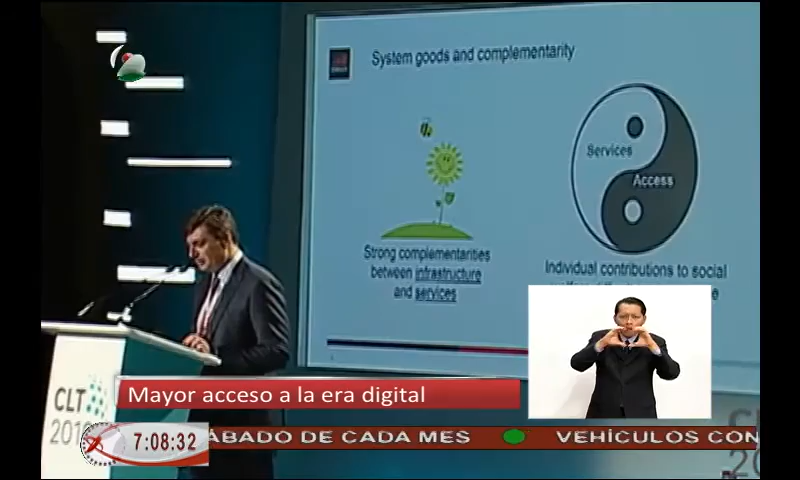 System goods and complementarity
Services
Access
Strong complementarities
between infrastructure
and services
Individual contributions to social
CLT
Mayor acceso a la era digital
7:08:32
ÁBADO DE CADA MES
VEHÍCULOS CON